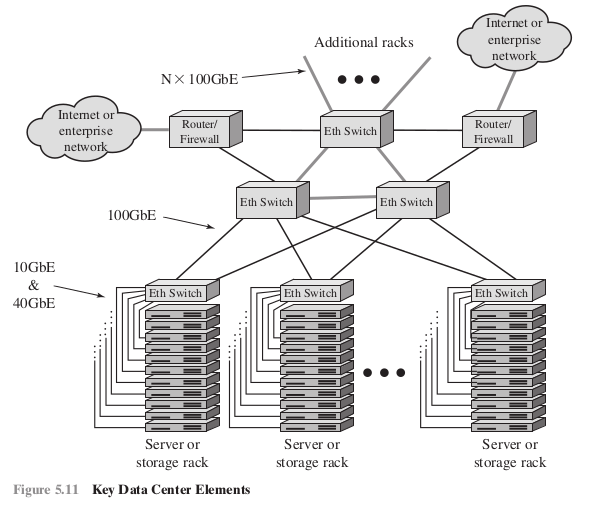 Internet or
enterprise
network
Additional racks
N × 100GbE
Internet or
enterprise
network
Router/
Firewall
Eth Switch
Router/
Firewall
Eth Switch
Eth Switch
100GbE
10GbE
&
40GbE
Eth Switch
Eth Switch
Eth Switch
Server or
storage rack
Server or
storage rack
Server or
storage rack
Figure 5.11 Key Data Center Elements